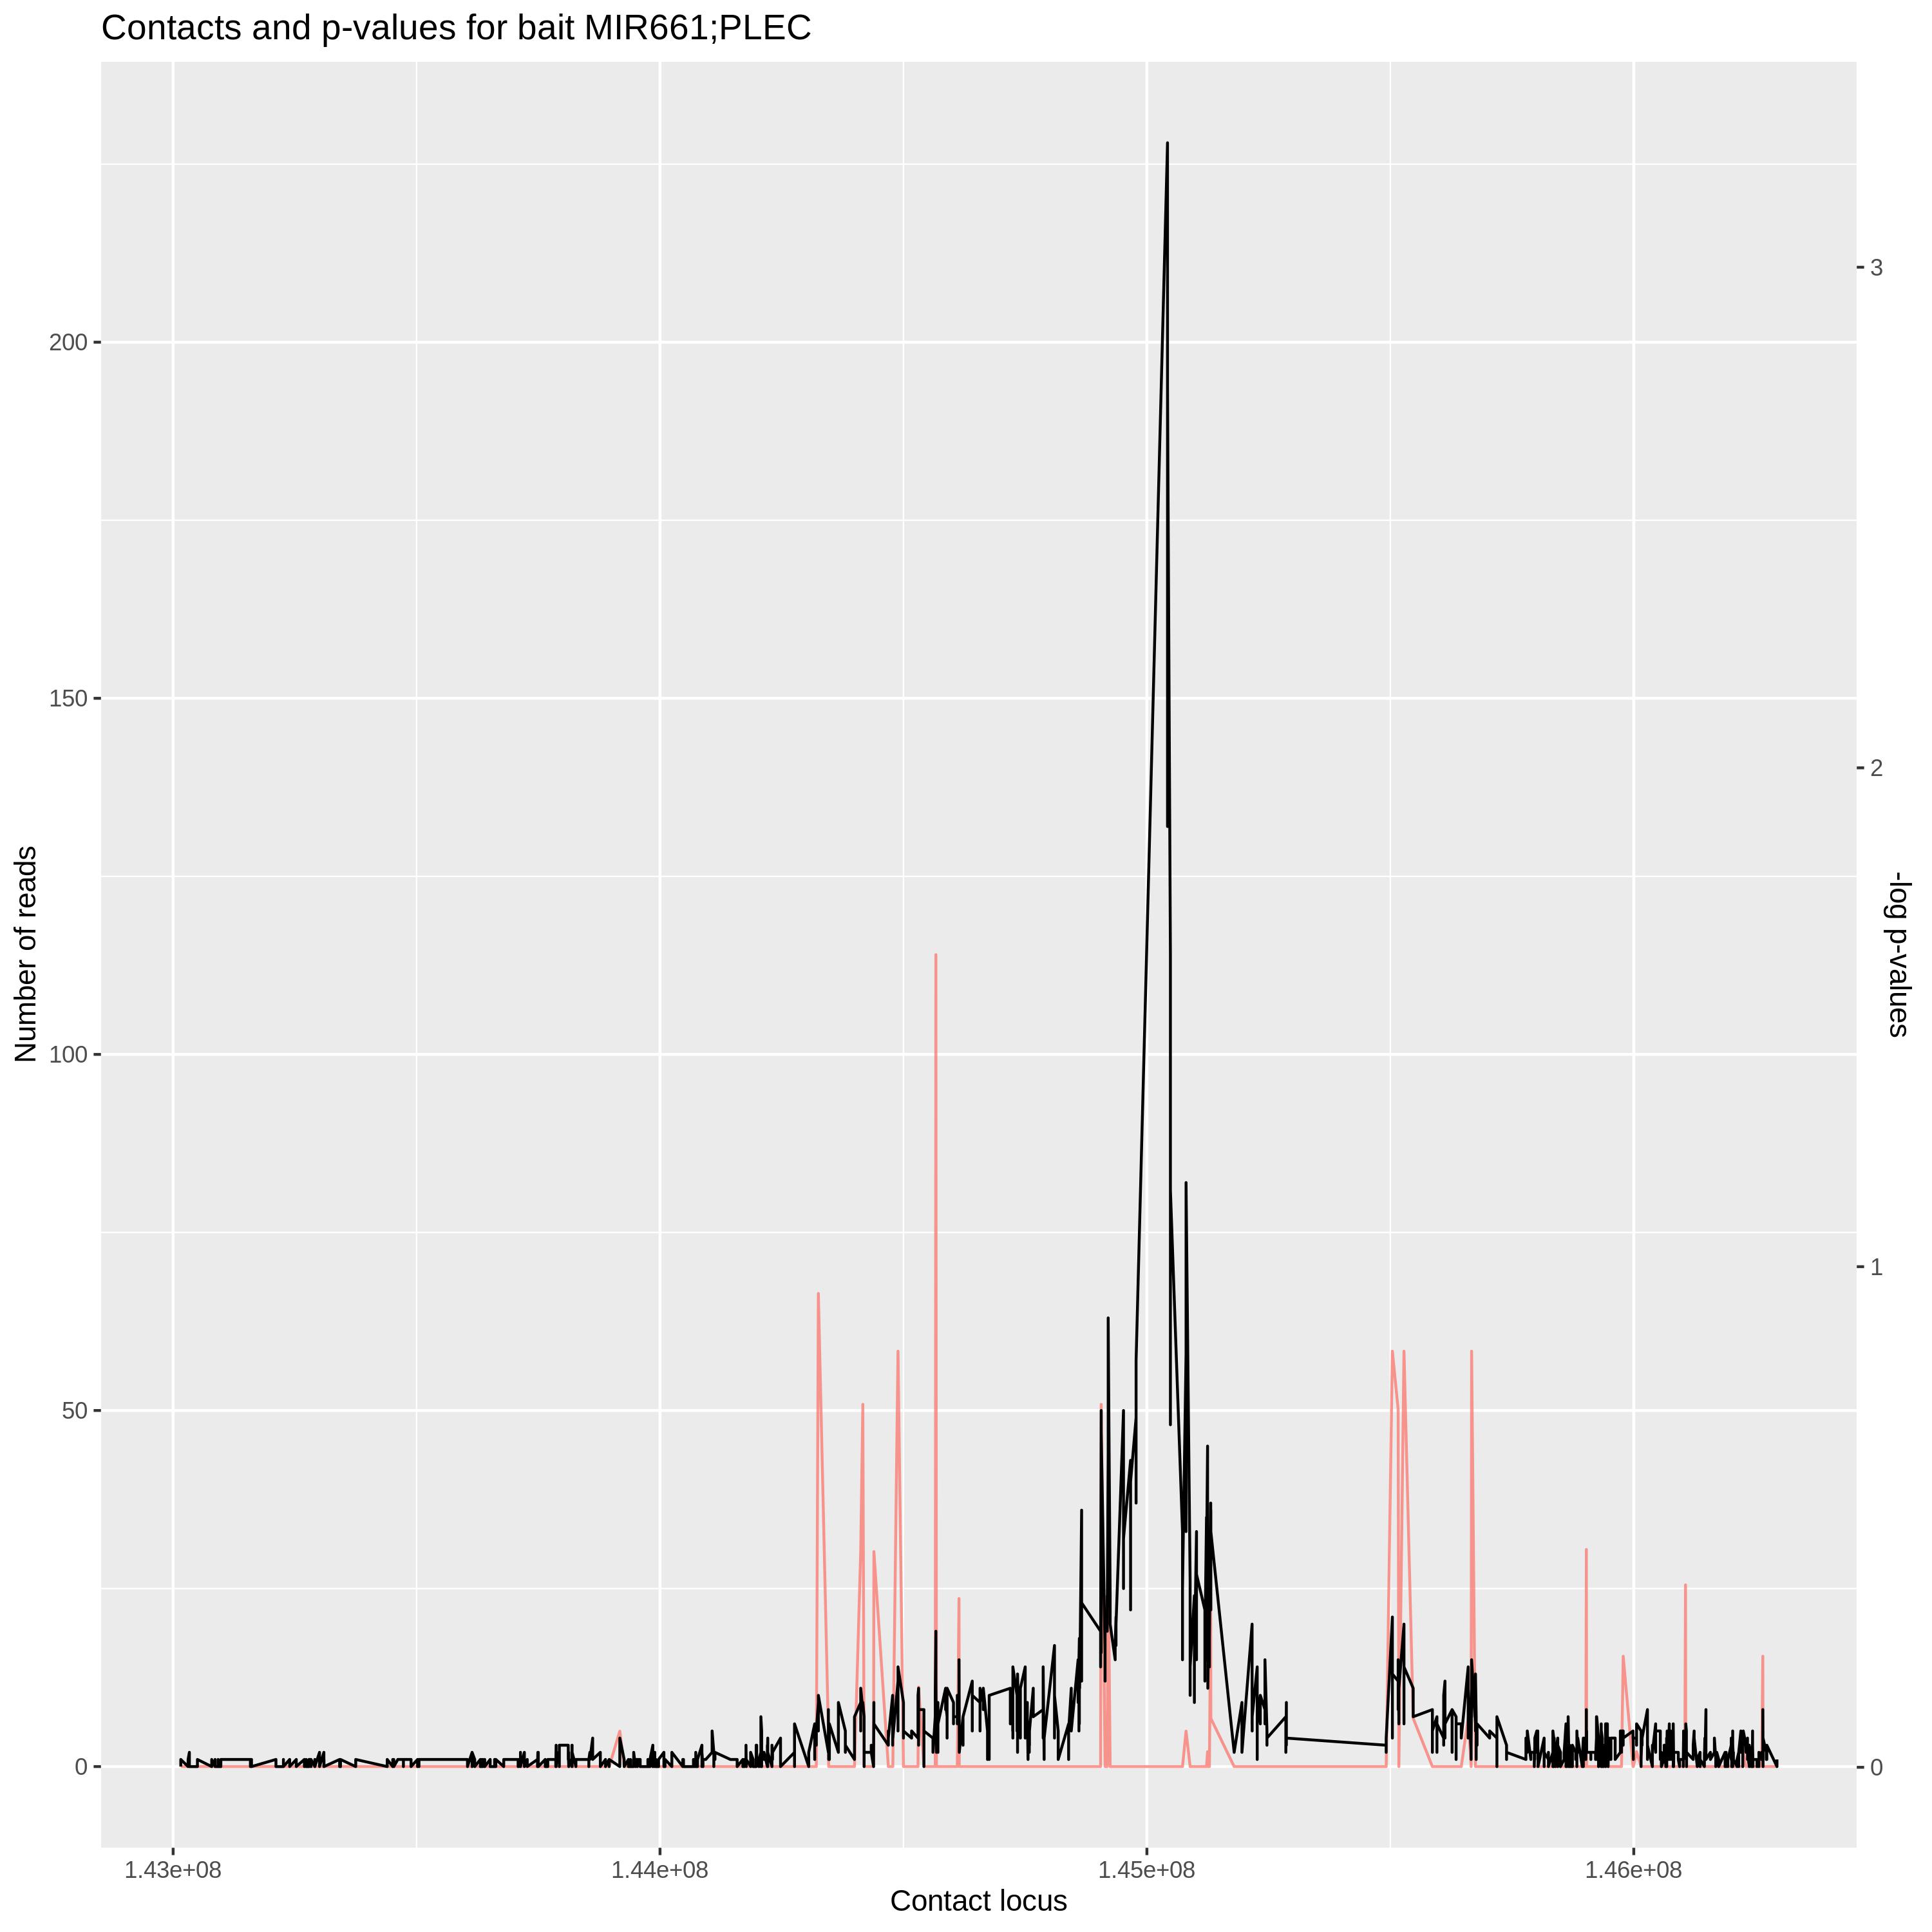 Contacts and p-values for bait MIR661;PLEC
Number of reads
200
150
100
50
0
3
2
1
0
-log p-values
1.43e+08
1.44e+08
1.45e+08
1.46e+08
Contact locus